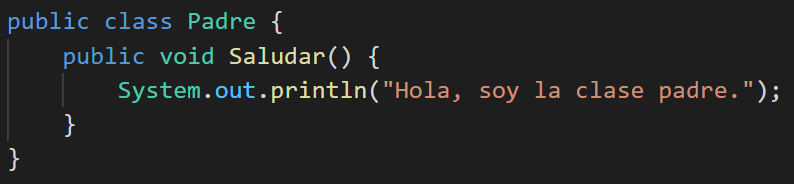 public class Padre {
    public void Saludar() {
        System.out.println("Hola, soy la clase padre.");
    }
}